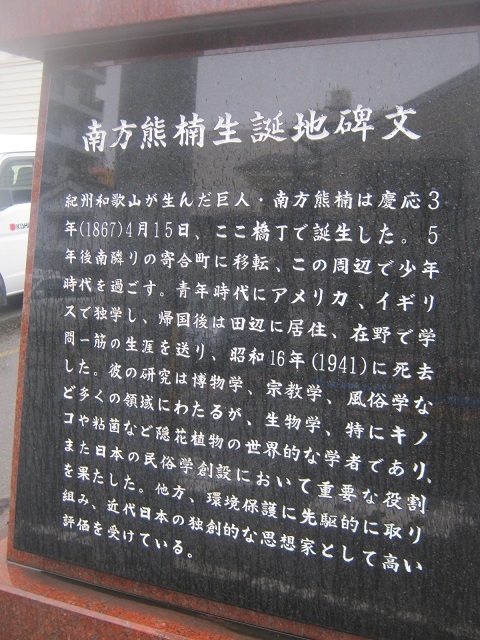 南方熊楠生誕地碑文
紀州和歌山が生んだ巨人・南方熊楠は慶応3
年(1867)4月15日、ここ橋丁で誕生した。5
年後南隣りの寄合町に移転、この周辺で少年
時代を過ごす。青年時代にアメリカ、イギリ
スで独学し、帰国後は田辺に居住、在野で学
問一筋の生涯を送り、昭和16年(1941)に死去
した。彼の研究は博物学、宗教学、風俗学な
ど多くの領域にわたるが、生物学、特にキノ
コや粘菌など隠花植物の世界的な学者であり、
また日本の民俗学創設において重要な役割
を果たした。他方、環境保護に先駆的に取り
組み、近代日本の独創的な思想家として高い
評価を受けている。